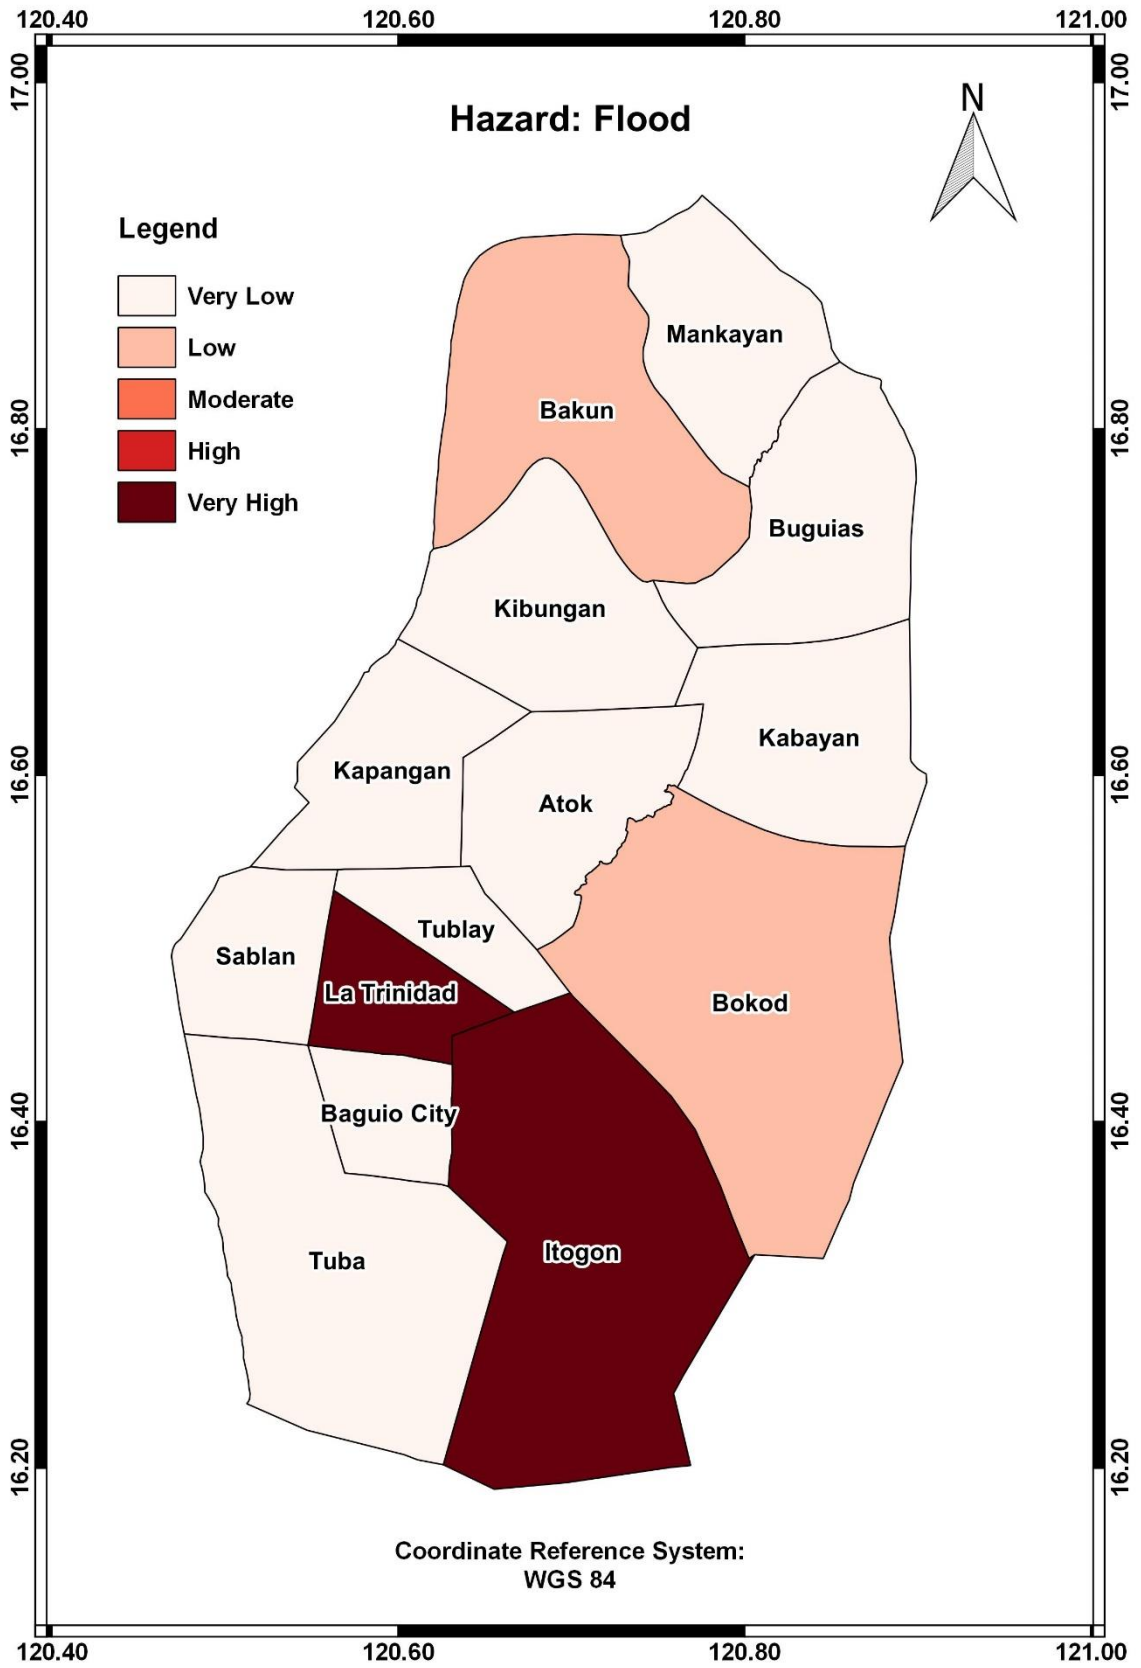 120.40 120.60 120.80 121.00
17.00 17.00
N
Hazard: Flood
Legend
Very Low
Low
Moderate
High
Very High
Mankayan
Bakun
16.80 16.80
Buguias
Kibungan
Kabayan
Kapangan
16.60 16.60
Atok
Tublay
Sablan
La Trinidad
Bokod
Baguio City
16.40 16.40
Itogon
Tuba
16.20 16.20
Coordinate Reference System:
WGS 84
120.40 120.60 120.80 121.00